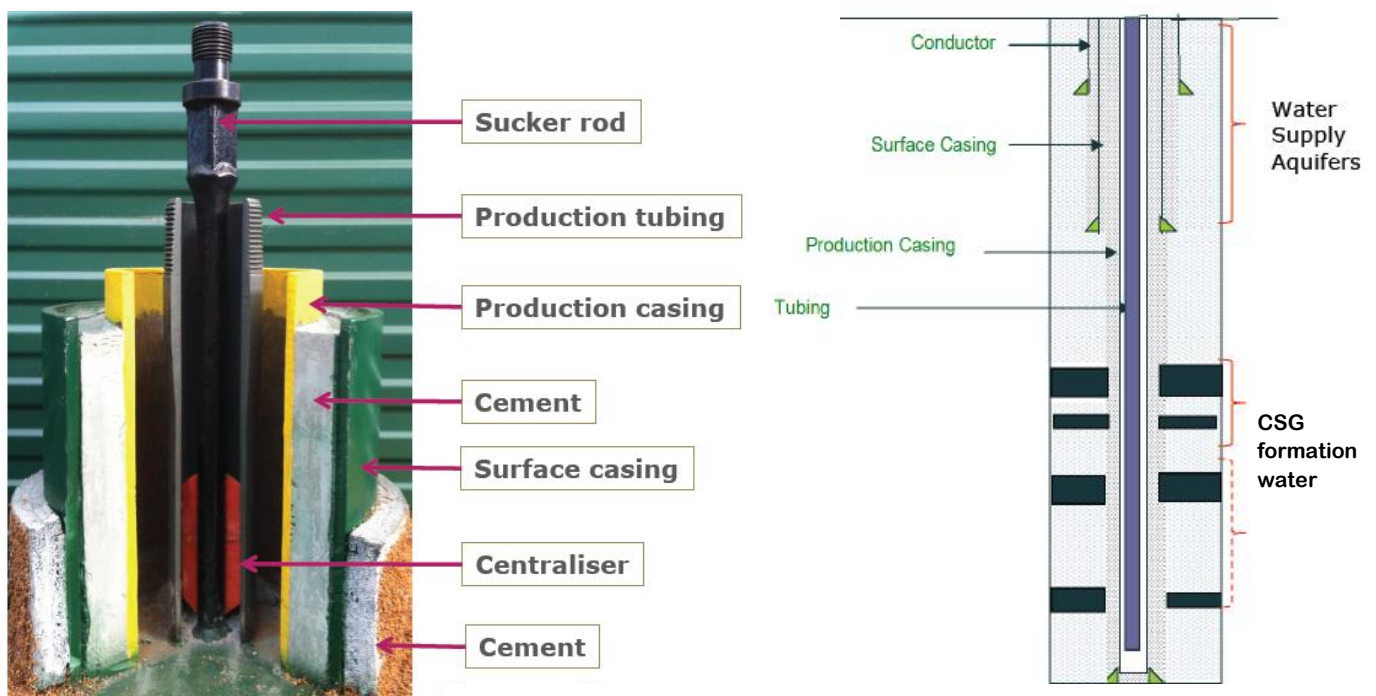 Sucker rod
Production tubing
Production casing
Cement
Surface casing
Centraliser
Cement
Conductor
Surface Casing
Production Casing
Tubing
Water
Supply
Aquifers
CSG
formation
water